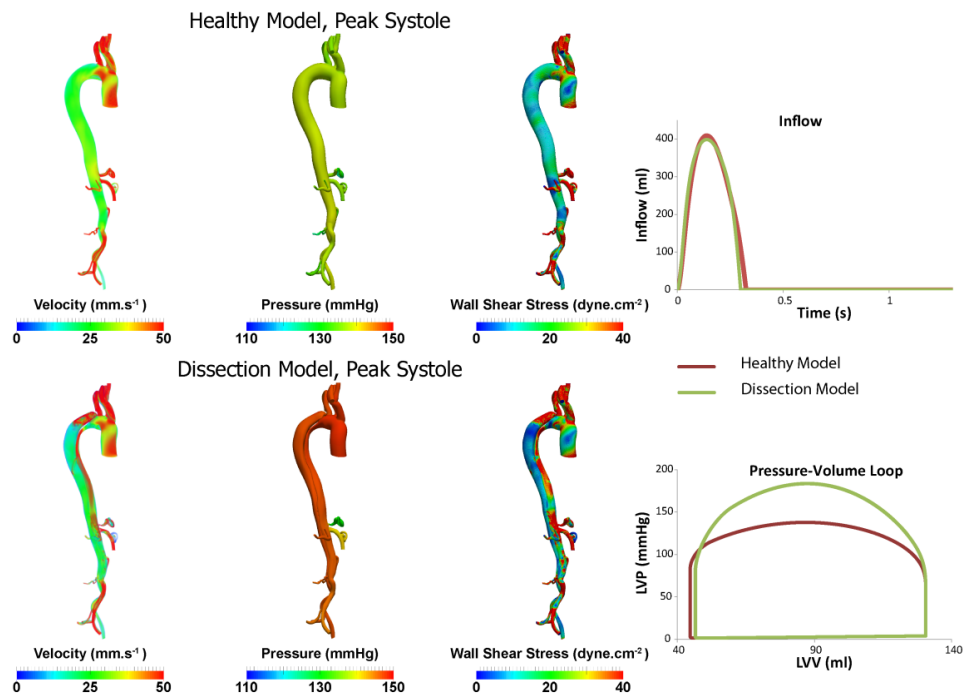 Healthy Model, Peak Systole
Velocity (mm.s⁻¹)
0 25 50
Pressure (mmHg)
110 130 150
Wall Shear Stress (dyne.cm⁻²)
0 20 40
Inflow
Inflow (ml)
400
300
200
100
0
0 0.5 1
Time (s)
Healthy Model
Dissection Model
Dissection Model, Peak Systole
Velocity (mm.s⁻¹)
0 25 50
Pressure (mmHg)
110 130 150
Wall Shear Stress (dyne.cm⁻²)
0 20 40
Pressure-Volume Loop
LVP (mmHg)
200
150
100
50
0
40 90 140
LVV (ml)